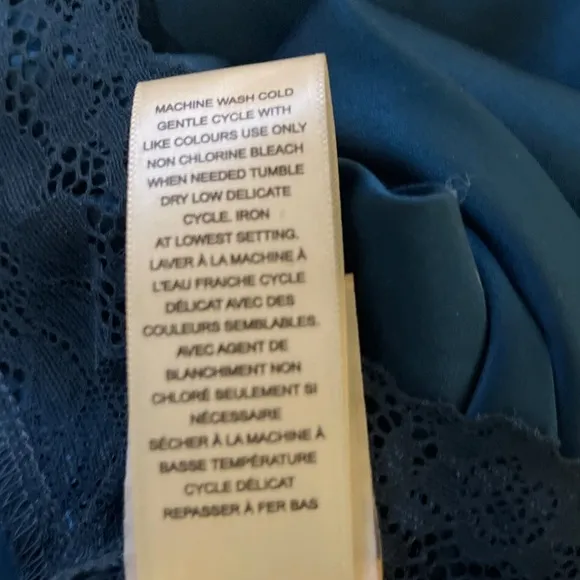 MACHINE WASH COLD
GENTLE CYCLE WITH
LIKE COLOURS USE ONLY
NON CHLORINE BLEACH
WHEN NEEDED TUMBLE
DRY LOW DELICATE
CYCLE. IRON
AT LOWEST SETTING.
LAVER À LA MACHINE À
L'EAU FRAICHE CYCLE
DÉLICAT AVEC DES
COULEURS SEMBLABLES.
AVEC AGENT DE
BLANCHIMENT NON
CHLORÉ SEULEMENT SI
NÉCESSAIRE
SÉCHER À LA MACHINE À
BASSE TEMPÉRATURE
CYCLE DÉLICAT
REPASSER À FER BAS